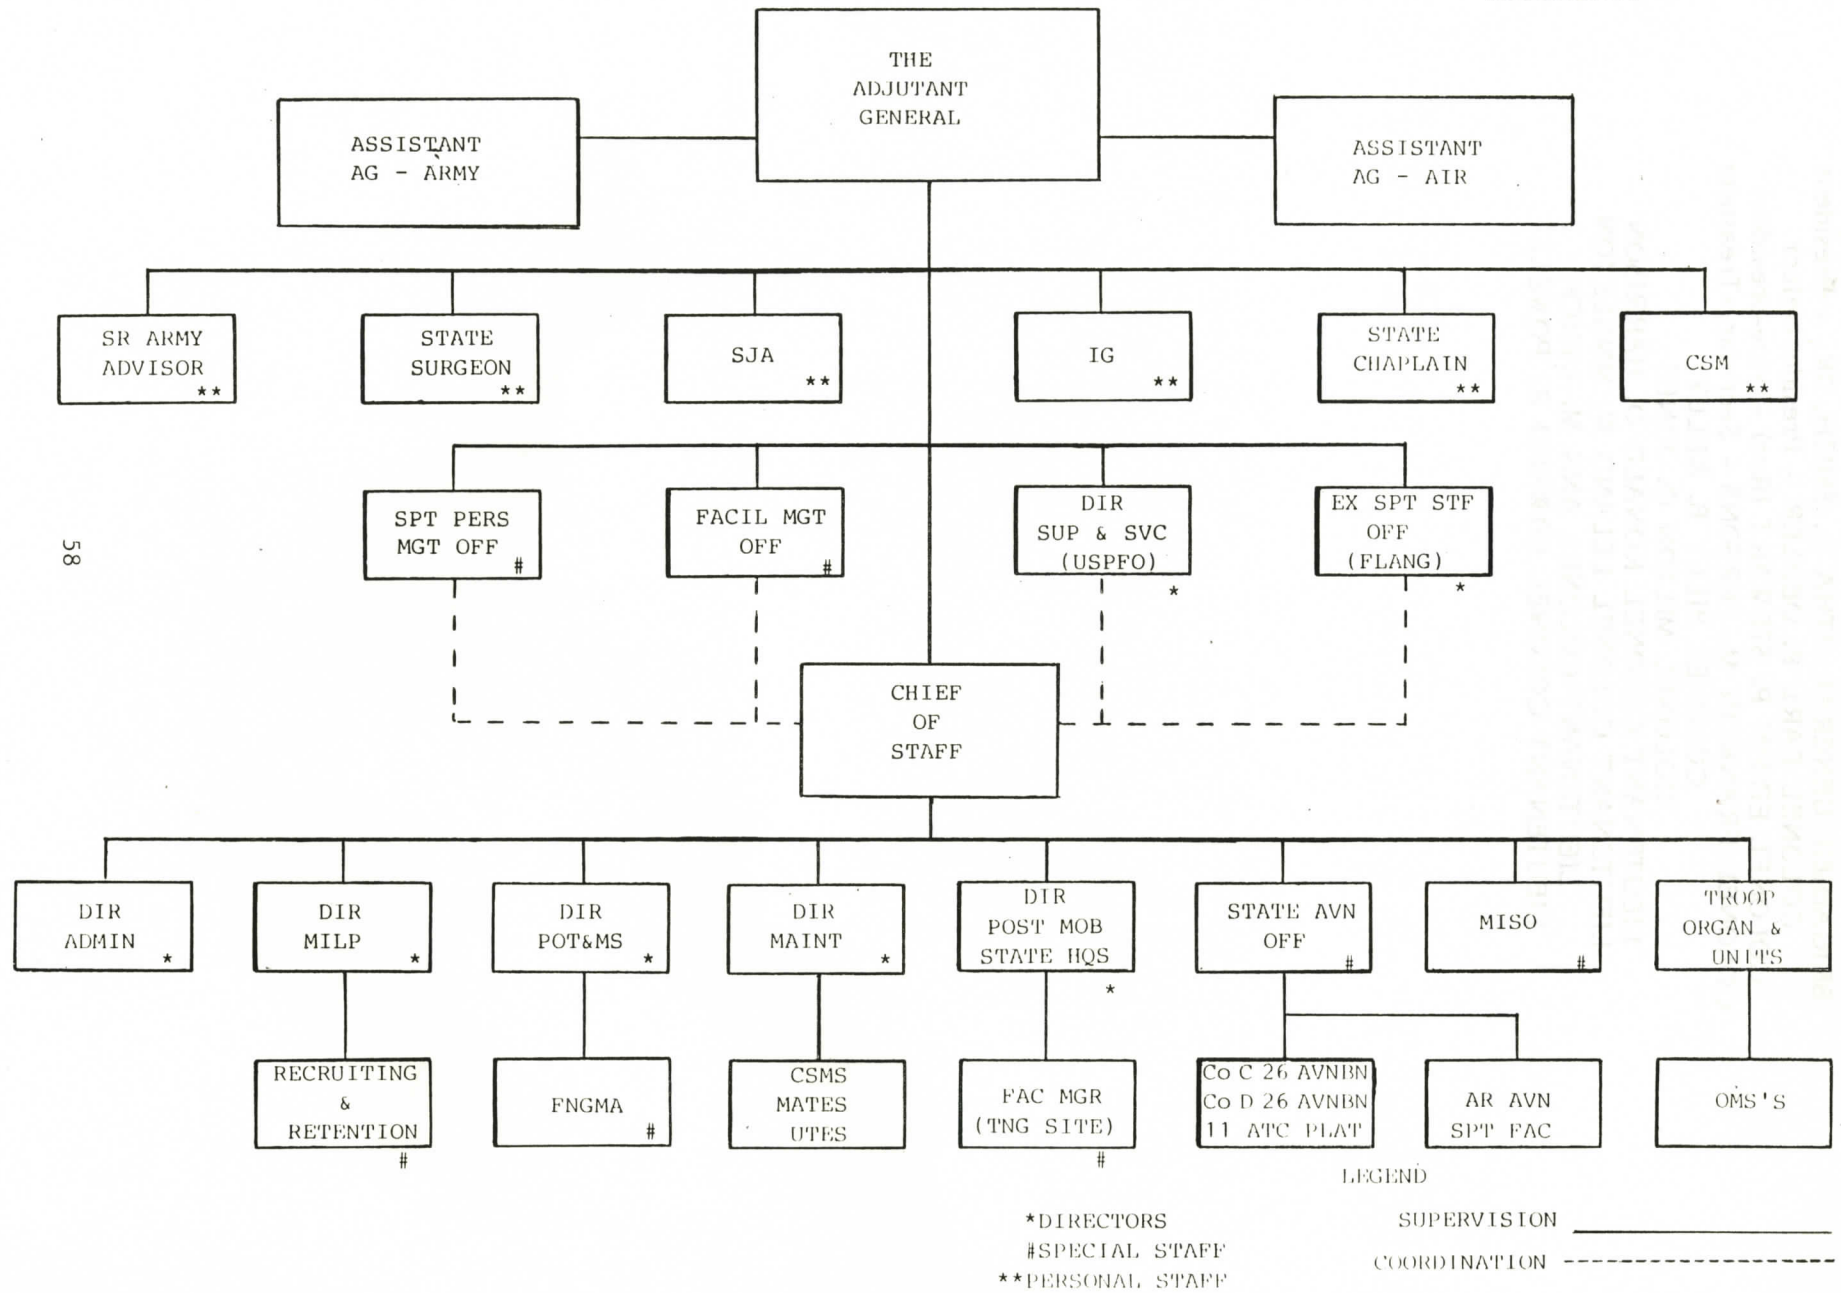 THE
ADJUTANT
GENERAL
ASSISTANT
AG - ARMY
ASSISTANT
AG - AIR
SR ARMY
ADVISOR
**
STATE
SURGEON
**
SJA
**
IG
**
STATE
CHAPLAIN
**
CSM
**
SPT PERS
MGT OFF
#
FACIL MGT
OFF
#
DIR
SUP & SVC
(USPFO)
*
EX SPT STF
OFF
(FLANG)
*
58
CHIEF
OF
STAFF
DIR
ADMIN
*
DIR
MILP
*
DIR
POT&MS
*
DIR
MAINT
*
DIR
POST MOB
STATE HQS
*
STATE AVN
OFF
#
MISO
#
TROOP
ORGAN &
UNITS
RECRUITING
&
RETENTION
#
FNGMA
#
CSMS
MATES
UTES
FAC MGR
(TNG SITE)
#
Co C 26 AVNBN
Co D 26 AVNBN
11 ATC PLAT
AR AVN
SPT FAC
OMS'S
LEGEND
*DIRECTORS
#SPECIAL STAFF
**PERSONAL STAFF
SUPERVISION
COORDINATION